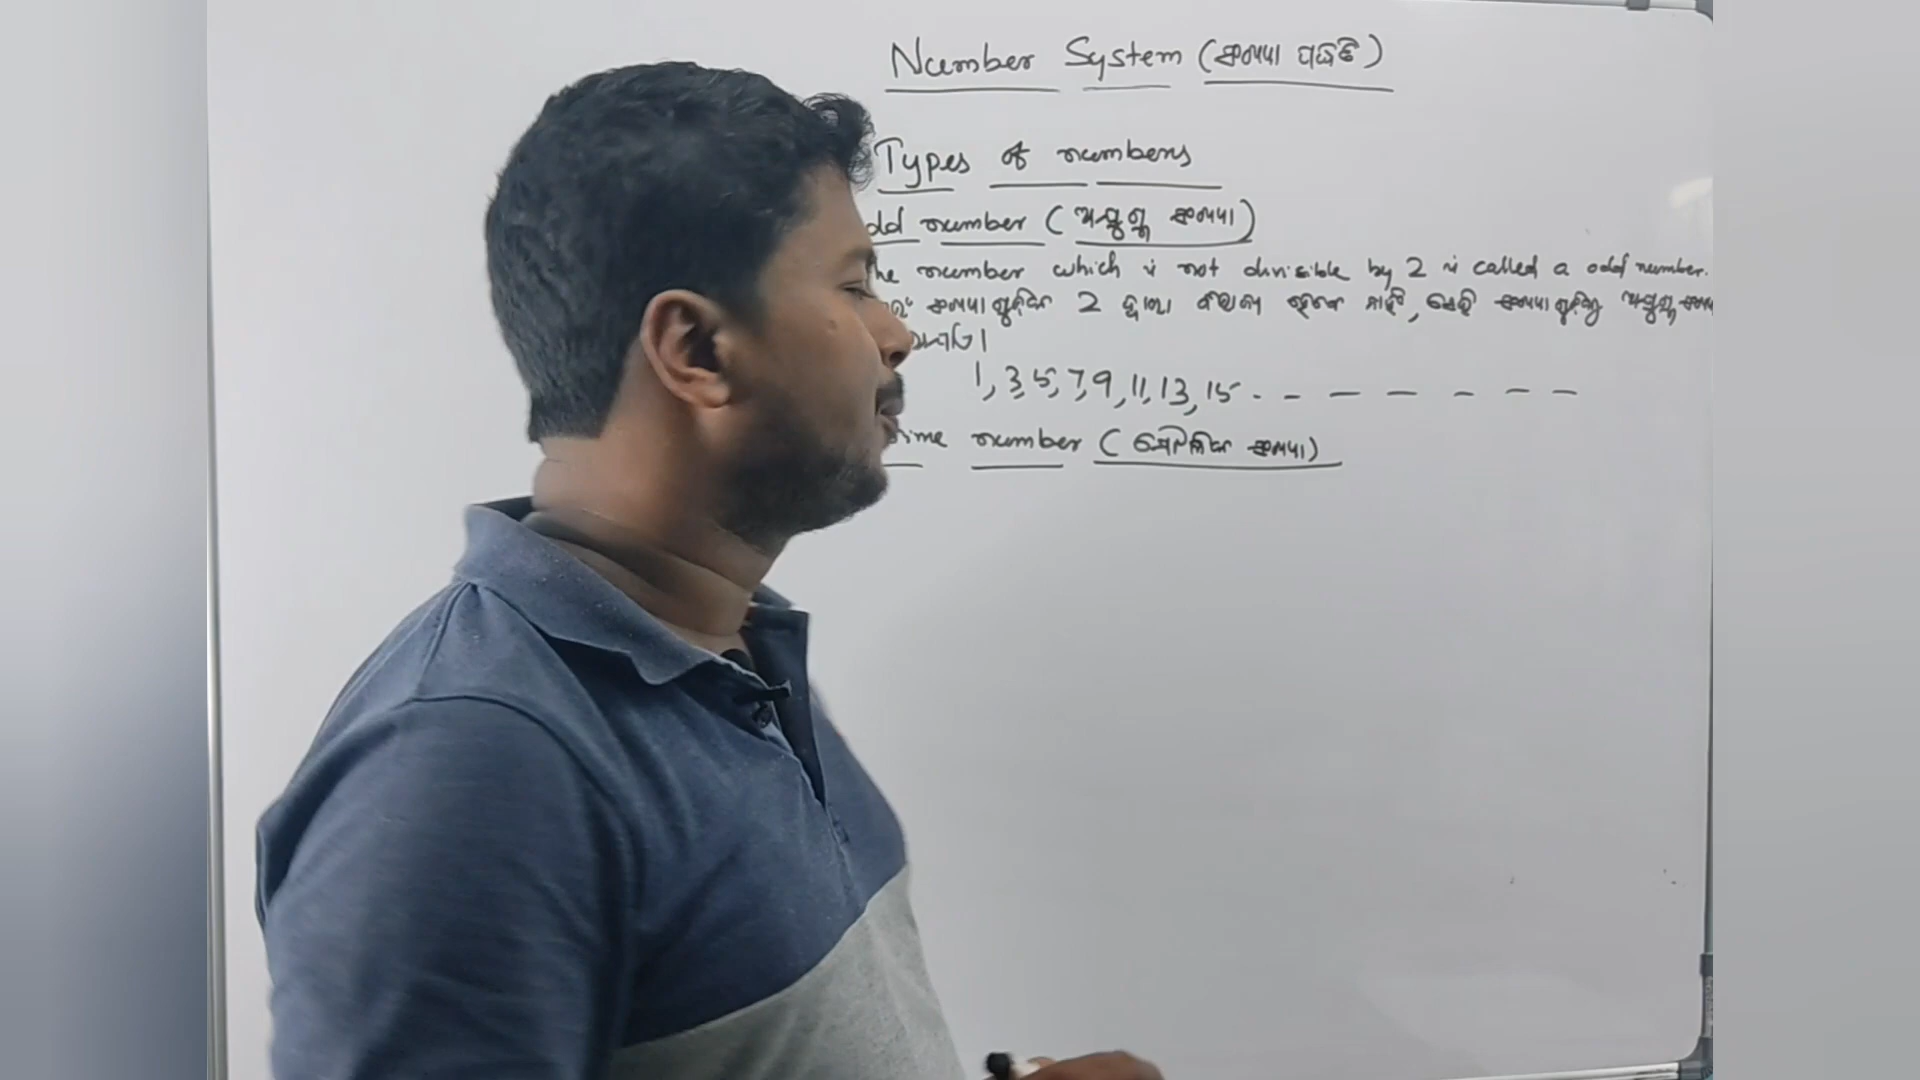 Number System (ସଂଖ୍ୟା ପଦ୍ଧତି)
Types of numbers
dd number (ଅଯୁଗ୍ମ ସଂଖ୍ୟା)
he number which is not divisible by 2 is called a odd number.
ସଂଖ୍ୟା ଗୁଡ଼ିକ 2 ଦ୍ୱାରା ବିଭାଜ୍ୟ ହୁଅନ୍ତି ନାହିଁ, ସେହି ସଂଖ୍ୟା ଗୁଡ଼ିକୁ ଅଯୁଗ୍ମ
1, 3, 5, 7, 9, 11, 13, 15 - - - - - - -
ime number (ମୌଳିକ ସଂଖ୍ୟା)